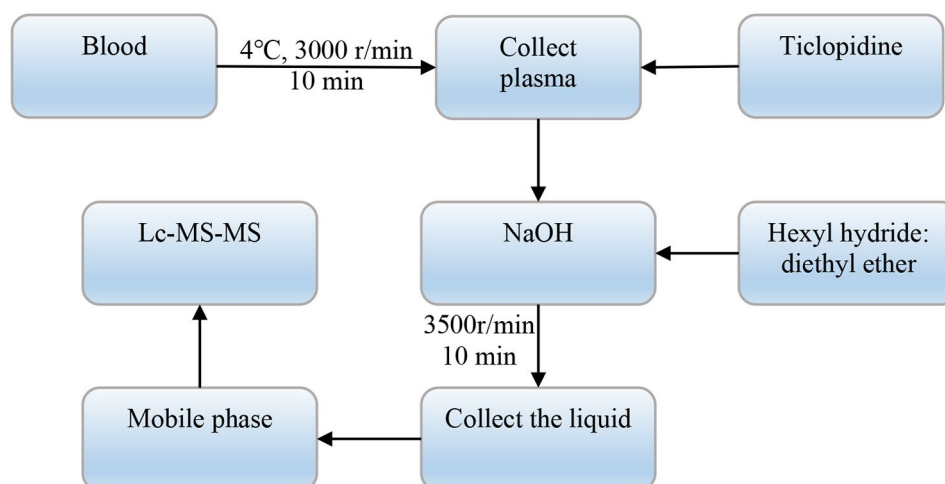 Blood
4℃, 3000 r/min
10 min
Collect
plasma
Ticlopidine
Lc-MS-MS
NaOH
Hexyl hydride:
diethyl ether
3500r/min
10 min
Mobile phase
Collect the liquid